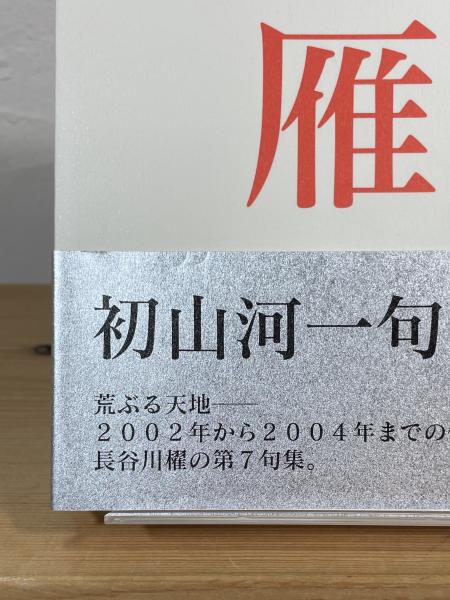 雁
初山河一句
荒ぶる天地──
２００２年から２００４年までの
長谷川櫂の第７句集。